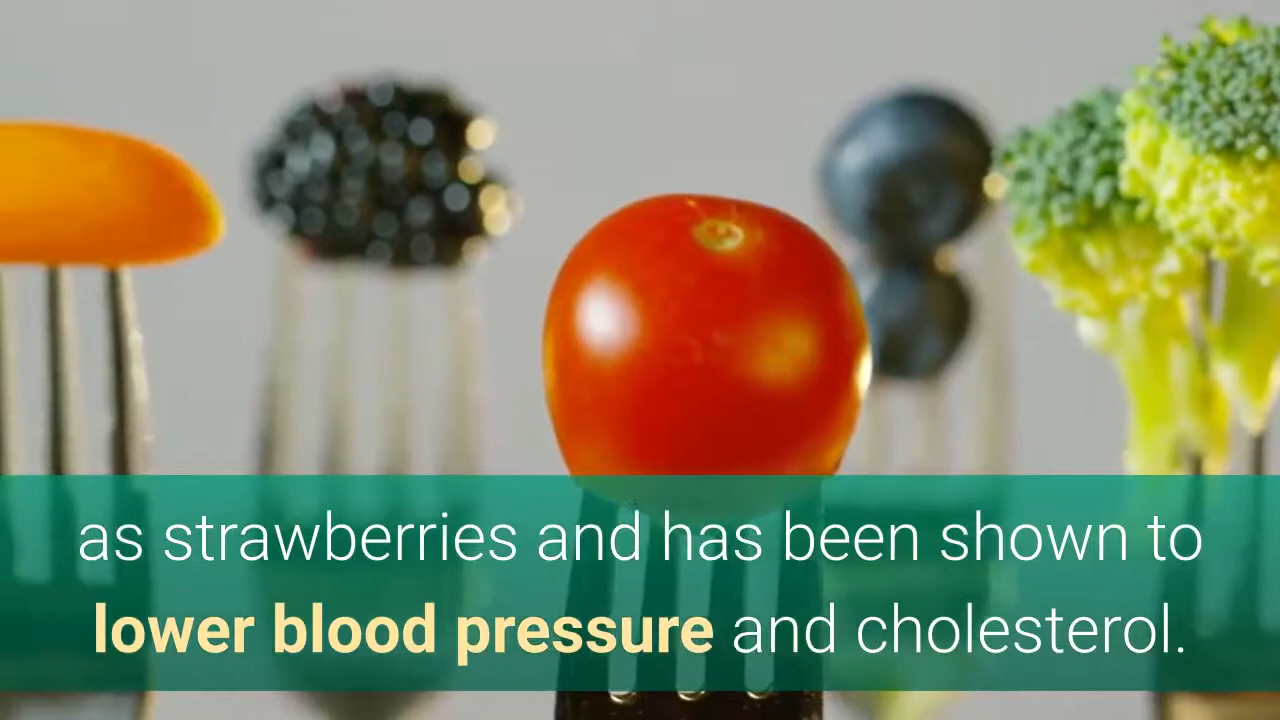 as strawberries and has been shown to
lower blood pressure and cholesterol.